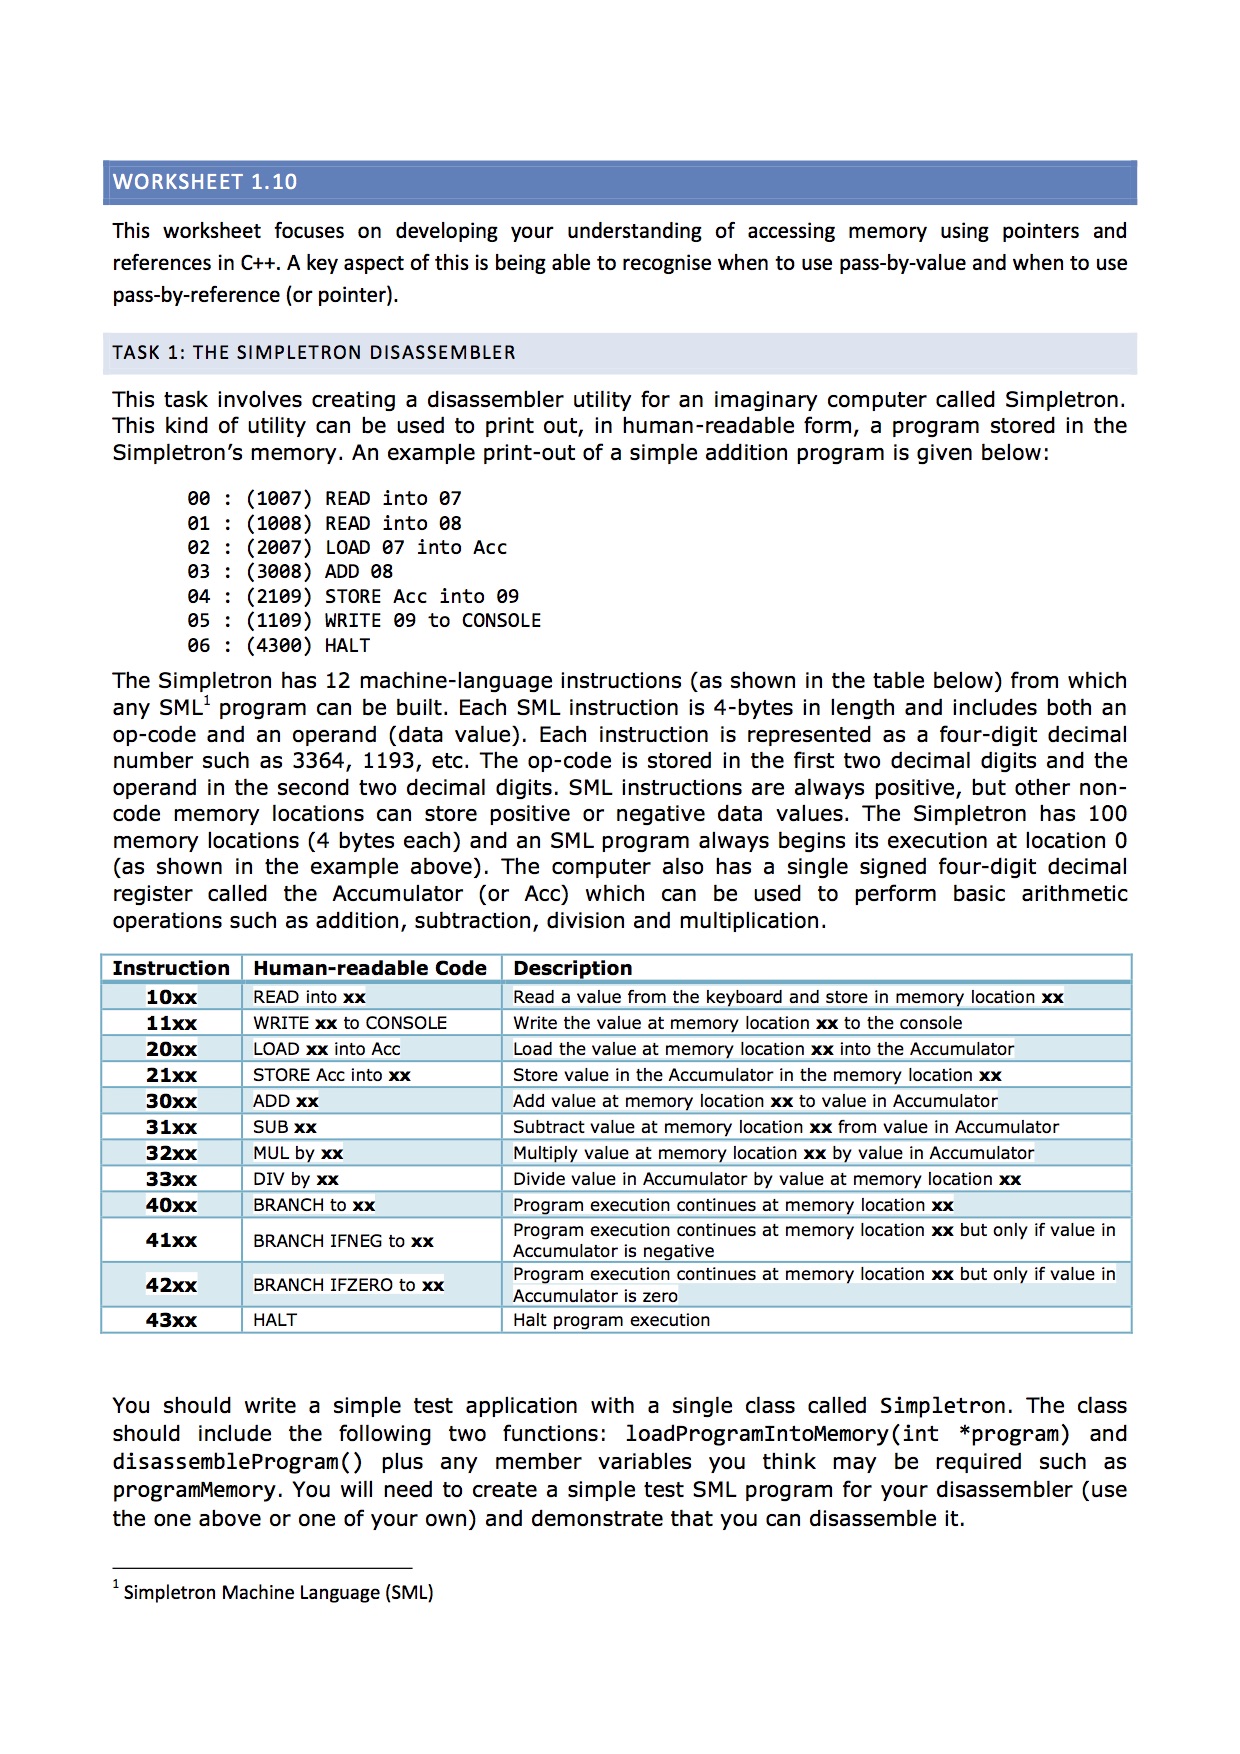 WORKSHEET 1.10
This worksheet focuses on developing your understanding of accessing memory using pointers and
references in C++. A key aspect of this is being able to recognise when to use pass-by-value and when to use
pass-by-reference (or pointer).
TASK 1: THE SIMPLETRON DISASSEMBLER
This task involves creating a disassembler utility for an imaginary computer called Simpletron.
This kind of utility can be used to print out, in human-readable form, a program stored in the
Simpletron’s memory. An example print-out of a simple addition program is given below:
00 : (1007) READ into 07
01 : (1008) READ into 08
02 : (2007) LOAD 07 into Acc
03 : (3008) ADD 08
04 : (2109) STORE Acc into 09
05 : (1109) WRITE 09 to CONSOLE
06 : (4300) HALT
The Simpletron has 12 machine-language instructions (as shown in the table below) from which
any SML1 program can be built. Each SML instruction is 4-bytes in length and includes both an
op-code and an operand (data value). Each instruction is represented as a four-digit decimal
number such as 3364, 1193, etc. The op-code is stored in the first two decimal digits and the
operand in the second two decimal digits. SML instructions are always positive, but other non-
code memory locations can store positive or negative data values. The Simpletron has 100
memory locations (4 bytes each) and an SML program always begins its execution at location 0
(as shown in the example above). The computer also has a single signed four-digit decimal
register called the Accumulator (or Acc) which can be used to perform basic arithmetic
operations such as addition, subtraction, division and multiplication.
Instruction Human-readable Code Description
10xx READ into xx Read a value from the keyboard and store in memory location xx
11xx WRITE xx to CONSOLE Write the value at memory location xx to the console
20xx LOAD xx into Acc Load the value at memory location xx into the Accumulator
21xx STORE Acc into xx Store value in the Accumulator in the memory location xx
30xx ADD xx Add value at memory location xx to value in Accumulator
31xx SUB xx Subtract value at memory location xx from value in Accumulator
32xx MUL by xx Multiply value at memory location xx by value in Accumulator
33xx DIV by xx Divide value in Accumulator by value at memory location xx
40xx BRANCH to xx Program execution continues at memory location xx
41xx BRANCH IFNEG to xx Program execution continues at memory location xx but only if value in
Accumulator is negative
42xx BRANCH IFZERO to xx Program execution continues at memory location xx but only if value in
Accumulator is zero
43xx HALT Halt program execution
You should write a simple test application with a single class called Simpletron. The class
should include the following two functions: loadProgramIntoMemory(int *program) and
disassembleProgram() plus any member variables you think may be required such as
programMemory. You will need to create a simple test SML program for your disassembler (use
the one above or one of your own) and demonstrate that you can disassemble it.
1 Simpletron Machine Language (SML)